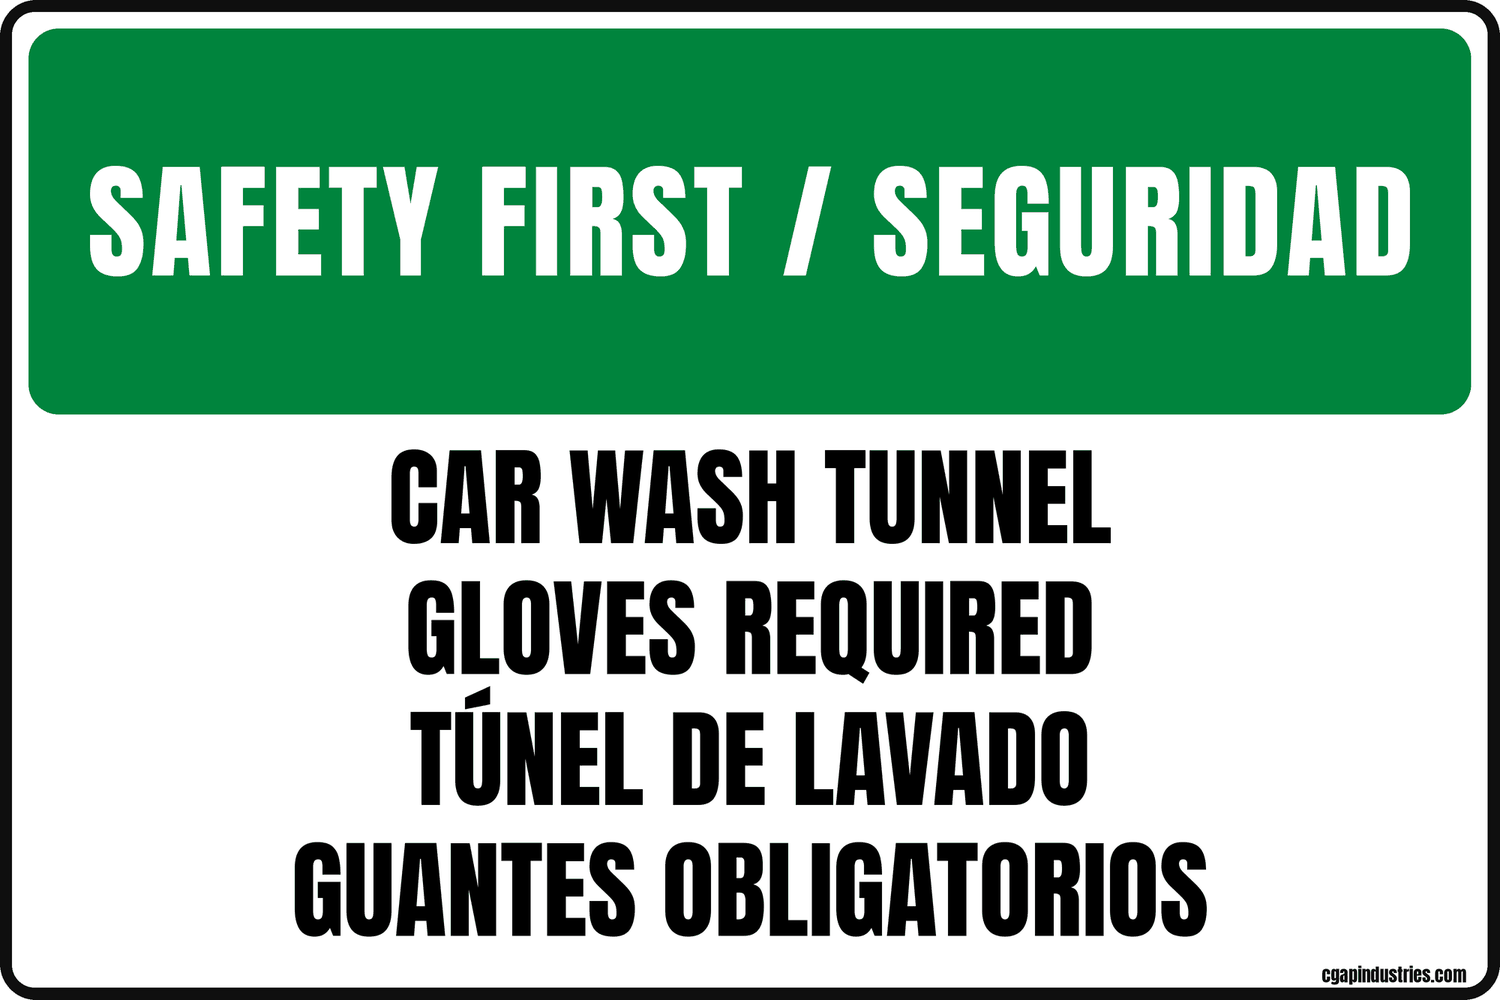 SAFETY FIRST / SEGURIDAD
CAR WASH TUNNEL
GLOVES REQUIRED
TÚNEL DE LAVADO
GUANTES OBLIGATORIOS
cgapindustries.com